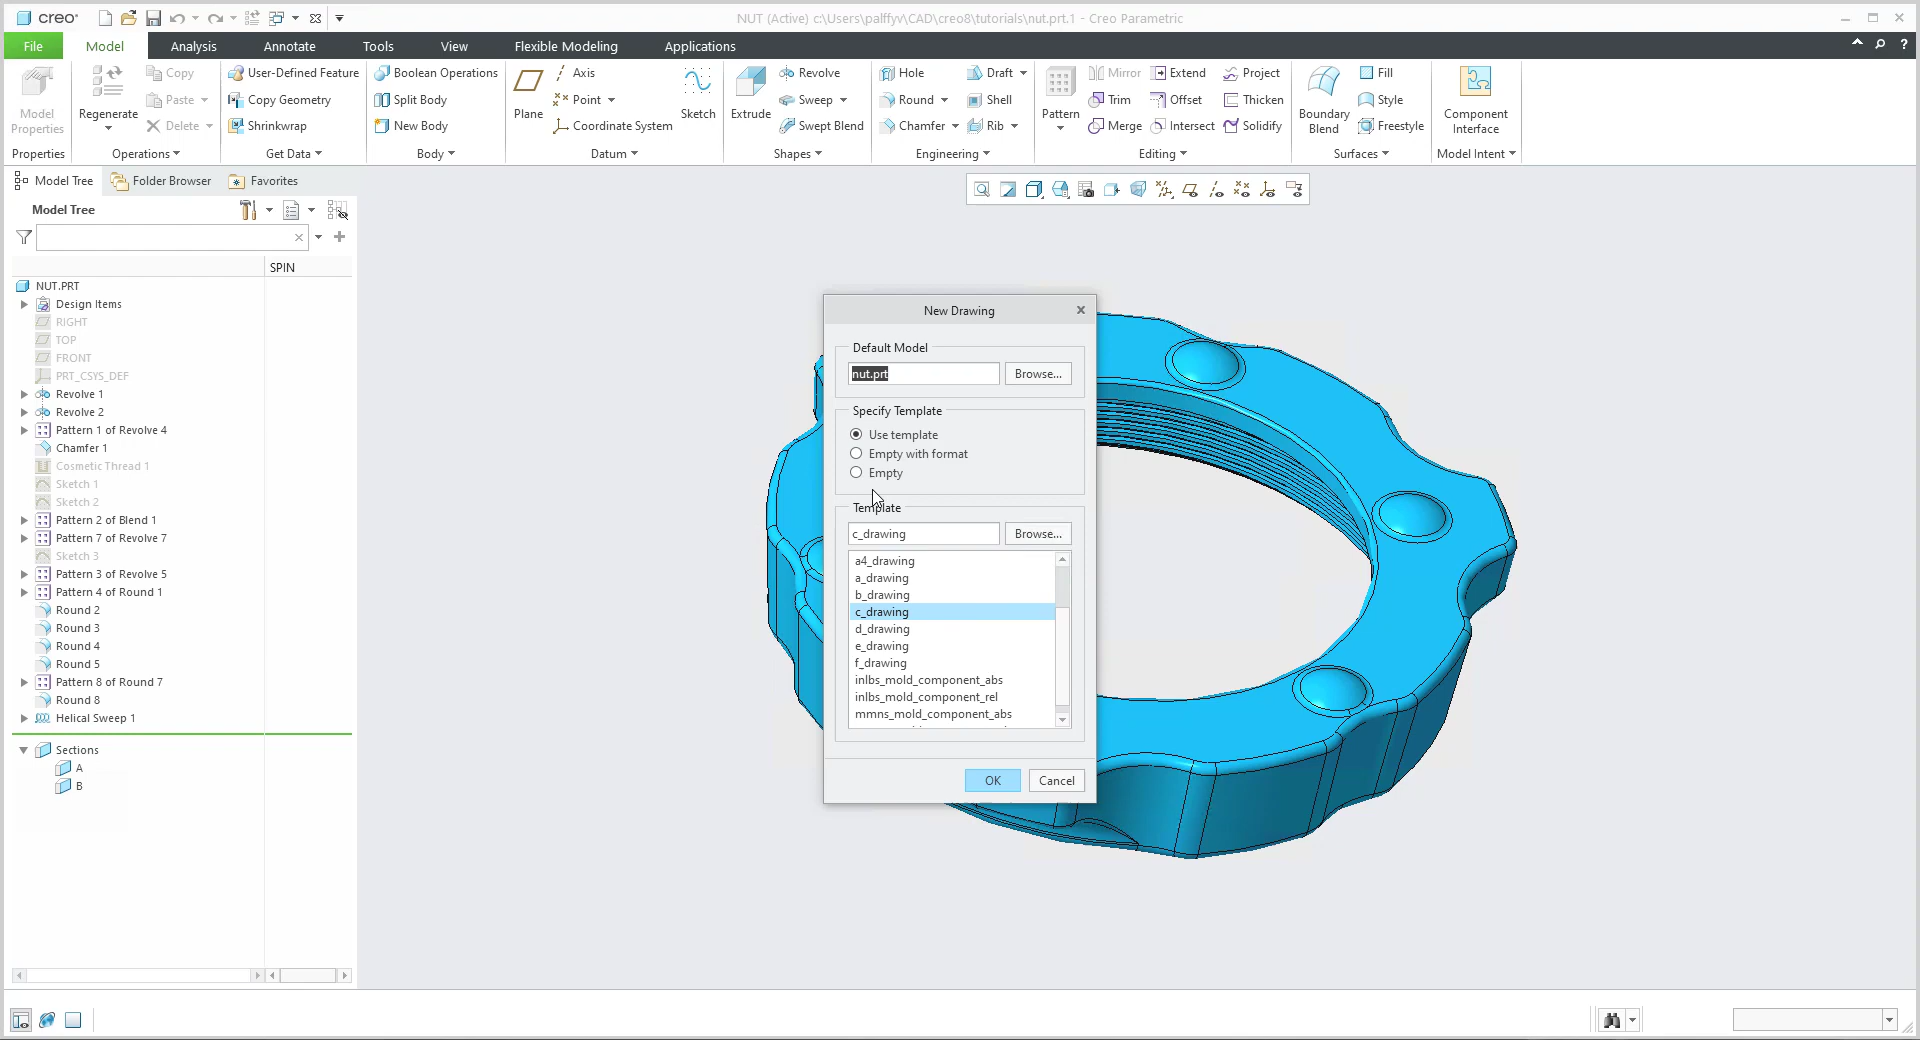 creo
NUT (Active) c:\Users\palffyv\CAD\creo8\tutorials\nut.prt.1 - Creo Parametric
File
Model
Analysis
Annotate
Tools
View
Flexible Modeling
Applications
Model Properties
Regenerate
Copy
Paste
Delete
User-Defined Feature
Copy Geometry
Shrinkwrap
Boolean Operations
Split Body
New Body
Plane
Axis
Point
Coordinate System
Sketch
Extrude
Revolve
Sweep
Swept Blend
Hole
Round
Chamfer
Draft
Shell
Rib
Pattern
Mirror
Trim
Merge
Extend
Offset
Intersect
Project
Thicken
Solidify
Boundary Blend
Fill
Style
Freestyle
Component Interface
Properties
Operations
Get Data
Body
Datum
Shapes
Engineering
Editing
Surfaces
Model Intent
Model Tree
Folder Browser
Favorites
Model Tree
SPIN
NUT.PRT
Design Items
RIGHT
TOP
FRONT
PRT_CSYS_DEF
Revolve 1
Revolve 2
Pattern 1 of Revolve 4
Chamfer 1
Cosmetic Thread 1
Sketch 1
Sketch 2
Pattern 2 of Blend 1
Pattern 7 of Revolve 7
Sketch 3
Pattern 3 of Revolve 5
Pattern 4 of Round 1
Round 2
Round 3
Round 4
Round 5
Pattern 8 of Round 7
Round 8
Helical Sweep 1
Sections
A
B
New Drawing
Default Model
nut.prt
Browse...
Specify Template
Use template
Empty with format
Empty
Template
c_drawing
Browse...
a4_drawing
a_drawing
b_drawing
c_drawing
d_drawing
e_drawing
f_drawing
inlbs_mold_component_abs
inlbs_mold_component_rel
mmns_mold_component_abs
OK
Cancel